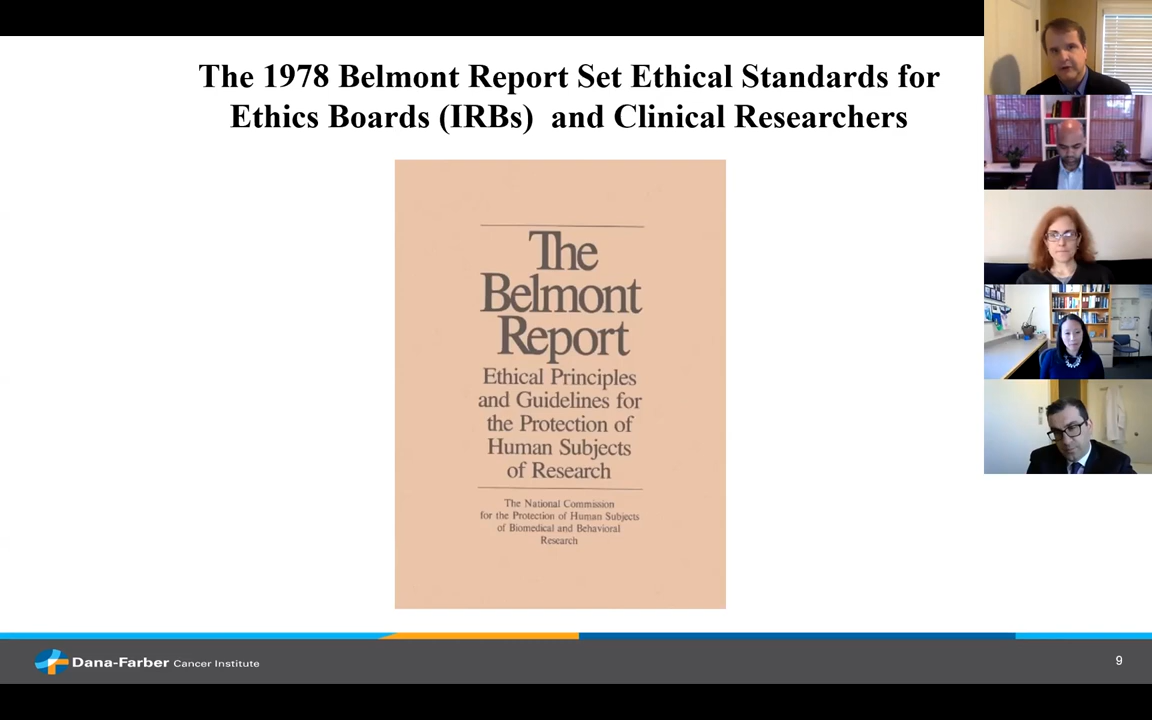 The 1978 Belmont Report Set Ethical Standards for
Ethics Boards (IRBs)  and Clinical Researchers
The
Belmont
Report
Ethical Principles
and Guidelines for
the Protection of
Human Subjects
of Research
The National Commission
for the Protection of Human Subjects
of Biomedical and Behavioral
Research
Dana-Farber Cancer Institute
9